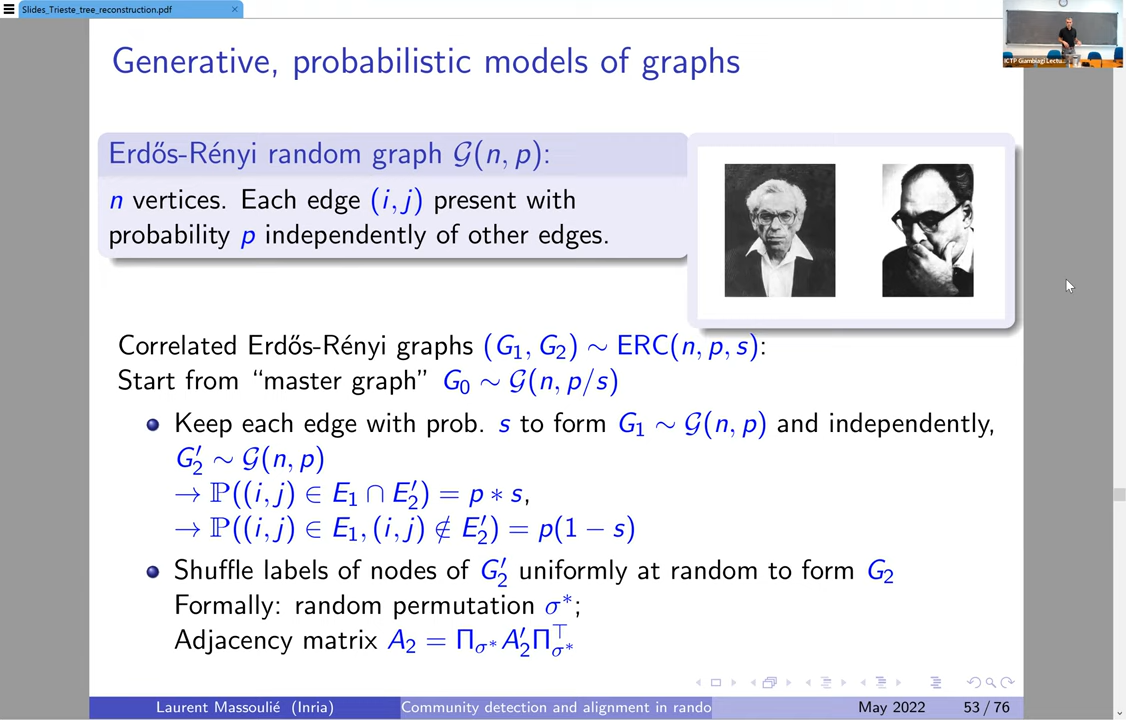 Slides_Trieste_tree_reconstruction.pdf
ICTP Giambiagi Lectu...
Generative, probabilistic models of graphs
Erdős-Rényi random graph 𝒢(n, p):
n vertices. Each edge (i, j) present with
probability p independently of other edges.
Correlated Erdős-Rényi graphs (G₁, G₂) ∼ ERC(n, p, s):
Start from “master graph” G₀ ∼ 𝒢(n, p/s)
Keep each edge with prob. s to form G₁ ∼ 𝒢(n, p) and independently,
G′₂ ∼ 𝒢(n, p)
→ ℙ((i, j) ∈ E₁ ∩ E′₂) = p ∗ s,
→ ℙ((i, j) ∈ E₁, (i, j) ∉ E′₂) = p(1 − s)
Shuffle labels of nodes of G′₂ uniformly at random to form G₂
Formally: random permutation σ*;
Adjacency matrix A₂ = Π_σ* A′₂ Π_σ*^⊤
Laurent Massoulié (Inria) Community detection and alignment in rando May 2022 53 / 76